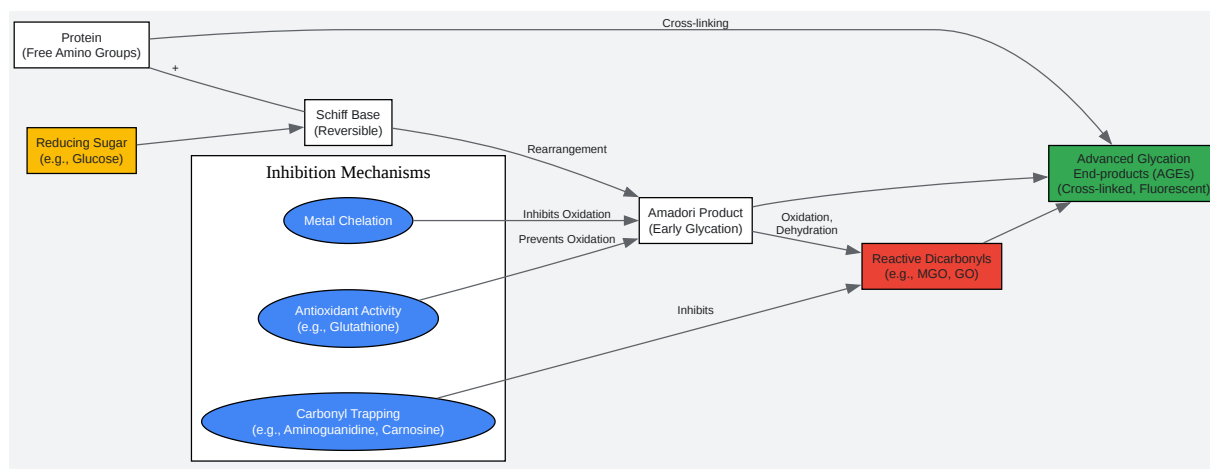 Cross-linking
Protein
(Free Amino Groups)
+
Schiff Base
(Reversible)
Reducing Sugar
(e.g., Glucose)
Rearrangement
Advanced Glycation
End-products (AGEs)
(Cross-linked, Fluorescent)
Inhibition Mechanisms
Metal Chelation
Inhibits Oxidation
Amadori Product
(Early Glycation)
Oxidation,
Dehydration
Prevents Oxidation
Reactive Dicarbonyls
(e.g., MGO, GO)
Antioxidant Activity
(e.g., Glutathione)
Inhibits
Carbonyl Trapping
(e.g., Aminoguanidine, Carnosine)